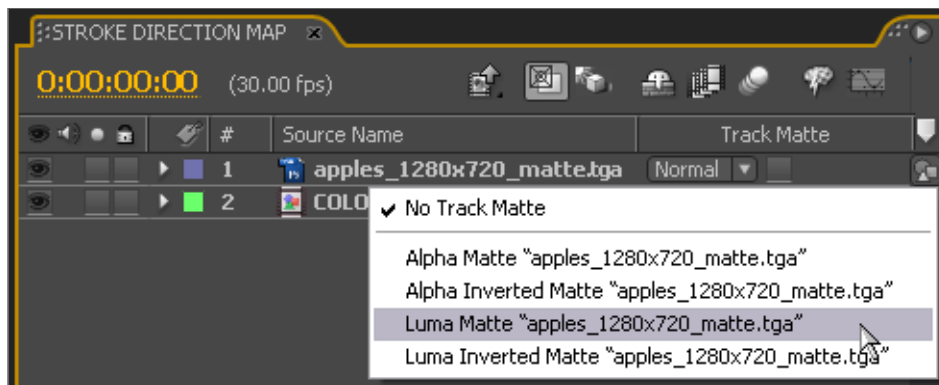 STROKE DIRECTION MAP
0:00:00:00 (30.00 fps)
# Source Name Track Matte
1 apples_1280x720_matte.tga Normal
2 COLO
No Track Matte
Alpha Matte “apples_1280x720_matte.tga”
Alpha Inverted Matte “apples_1280x720_matte.tga”
Luma Matte “apples_1280x720_matte.tga”
Luma Inverted Matte “apples_1280x720_matte.tga”